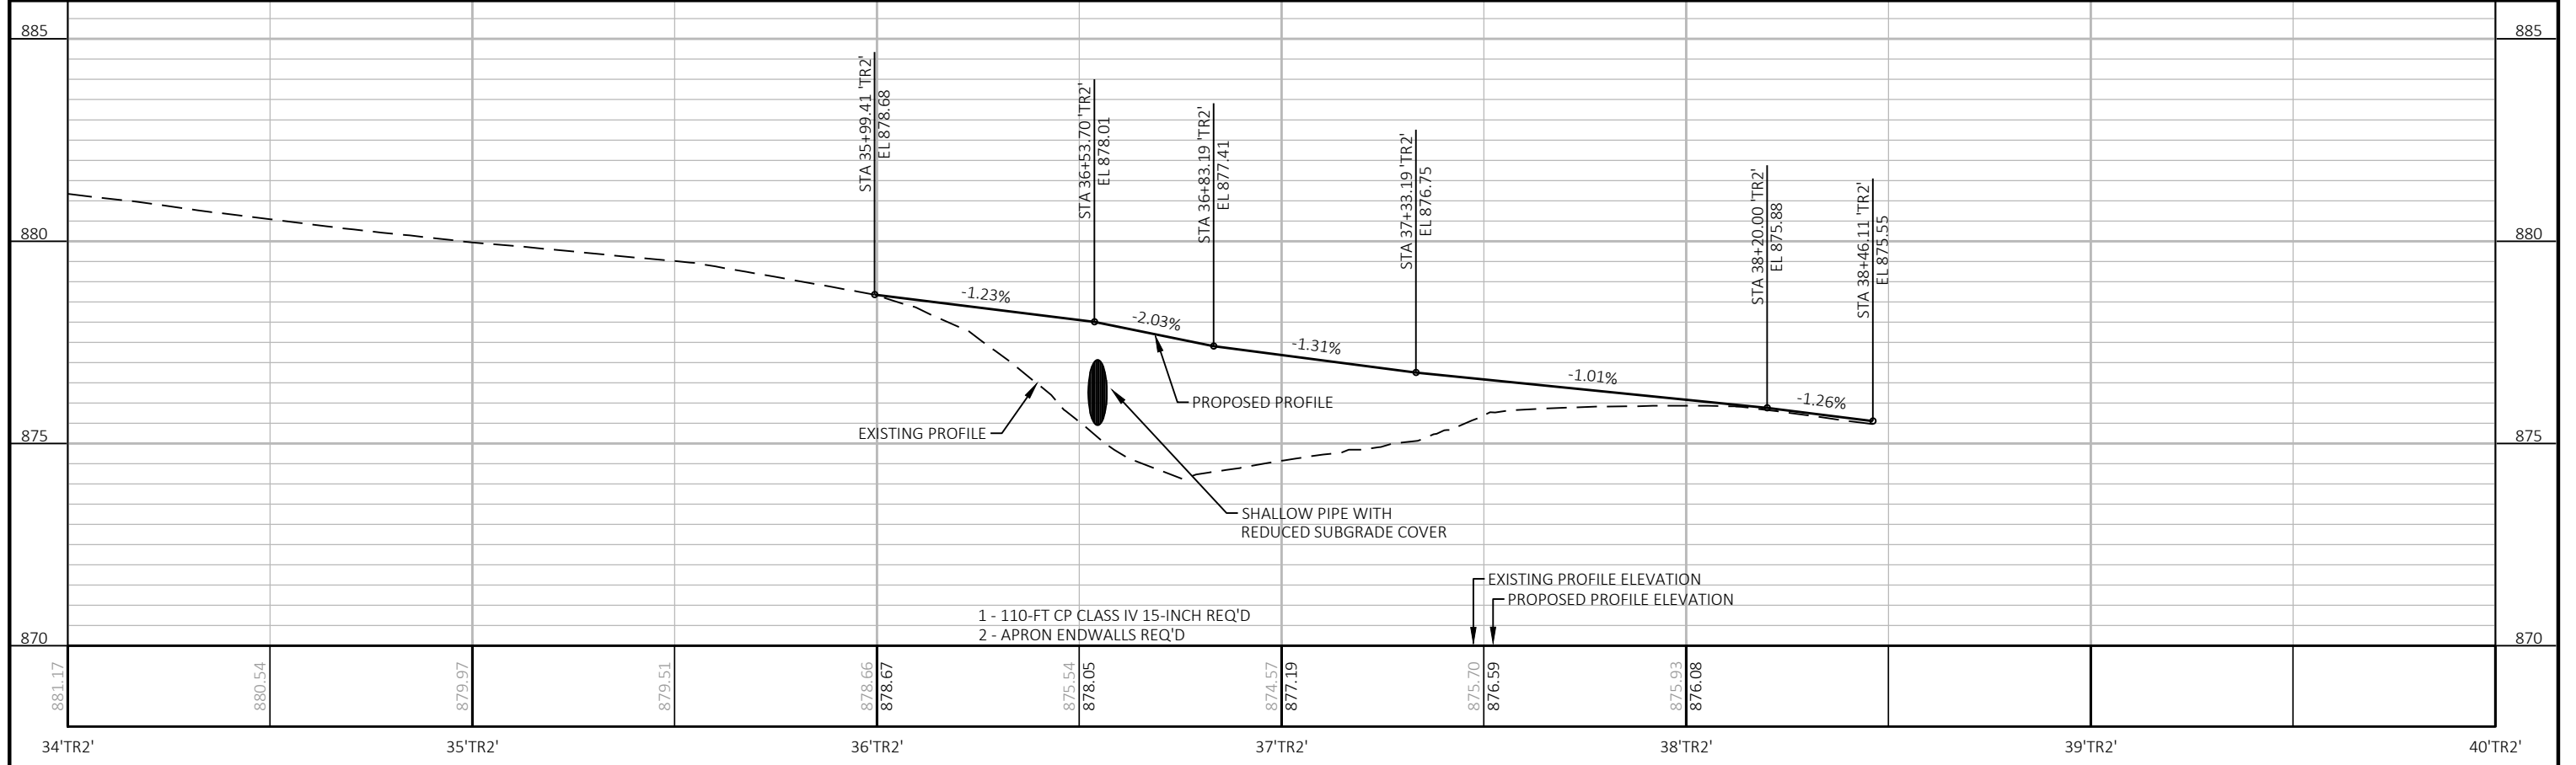 885
885
STA 35+99.41 'TR2'
EL 878.68
STA 36+53.70 'TR2'
EL 878.01
STA 36+83.19 'TR2'
EL 877.41
STA 37+33.19 'TR2'
EL 876.75
STA 38+20.00 'TR2'
EL 875.88
STA 38+46.11 'TR2'
EL 875.55
880
880
-1.23%
-2.03%
-1.31%
-1.01%
-1.26%
PROPOSED PROFILE
EXISTING PROFILE
875
875
SHALLOW PIPE WITH
REDUCED SUBGRADE COVER
EXISTING PROFILE ELEVATION
PROPOSED PROFILE ELEVATION
1 - 110-FT CP CLASS IV 15-INCH REQ'D
2 - APRON ENDWALLS REQ'D
870
870
881.17
880.54
879.97
879.51
878.66
878.67
875.54
878.05
874.57
877.19
875.70
876.59
875.93
876.08
34'TR2'
35'TR2'
36'TR2'
37'TR2'
38'TR2'
39'TR2'
40'TR2'